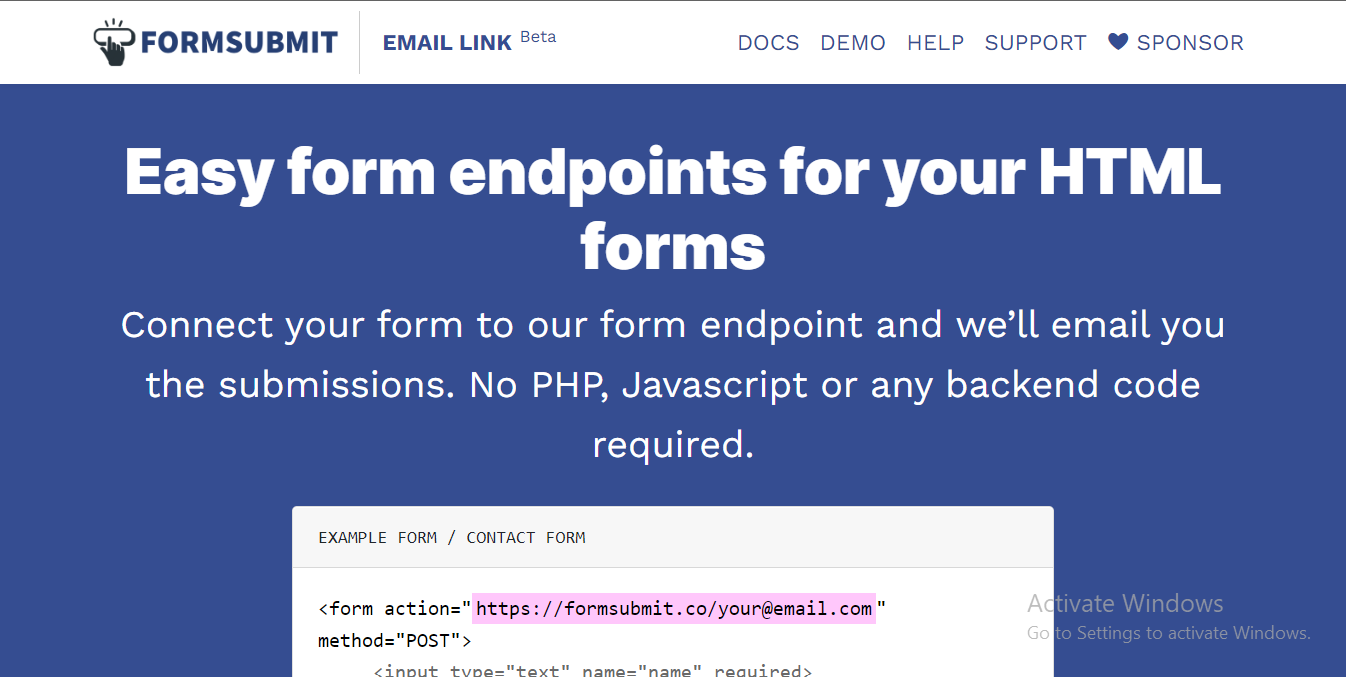 FORMSUBMIT
EMAIL LINK Beta
DOCS DEMO HELP SUPPORT SPONSOR
Easy form endpoints for your HTML
forms
Connect your form to our form endpoint and we’ll email you
the submissions. No PHP, Javascript or any backend code
required.
EXAMPLE FORM / CONTACT FORM
<form action="https://formsubmit.co/your@email.com"
method="POST">
<input type="text" name="name" required>
Activate Windows
Go to Settings to activate Windows.